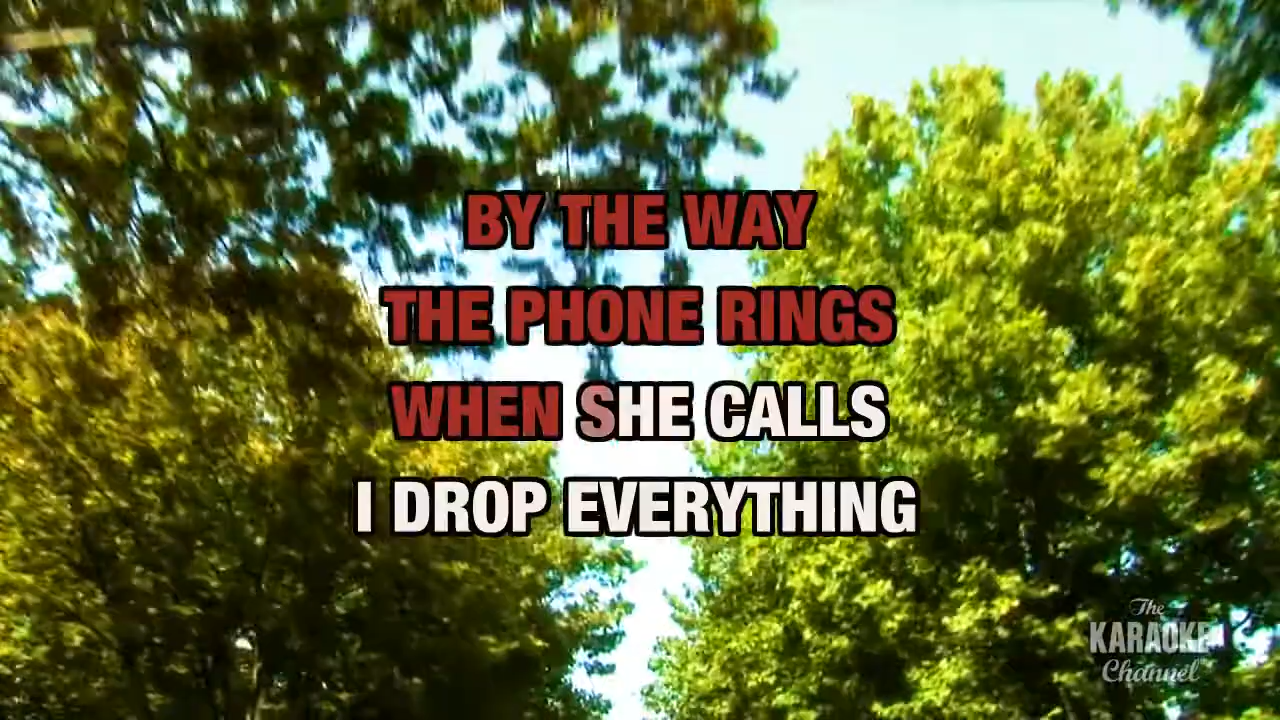 BY THE WAY
THE PHONE RINGS
WHEN SHE CALLS
I DROP EVERYTHING
The
KARAOKE
Channel